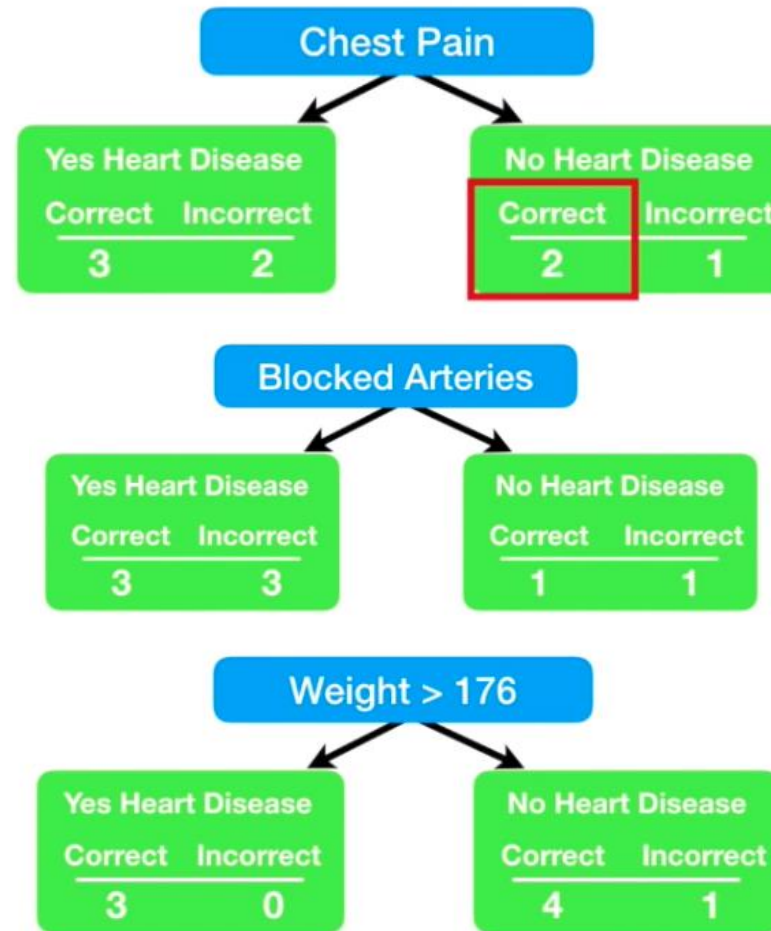 Chest Pain
Yes Heart Disease
Correct Incorrect
3 2
No Heart Disease
Correct Incorrect
2 1
Blocked Arteries
Yes Heart Disease
Correct Incorrect
3 3
No Heart Disease
Correct Incorrect
1 1
Weight > 176
Yes Heart Disease
Correct Incorrect
3 0
No Heart Disease
Correct Incorrect
4 1